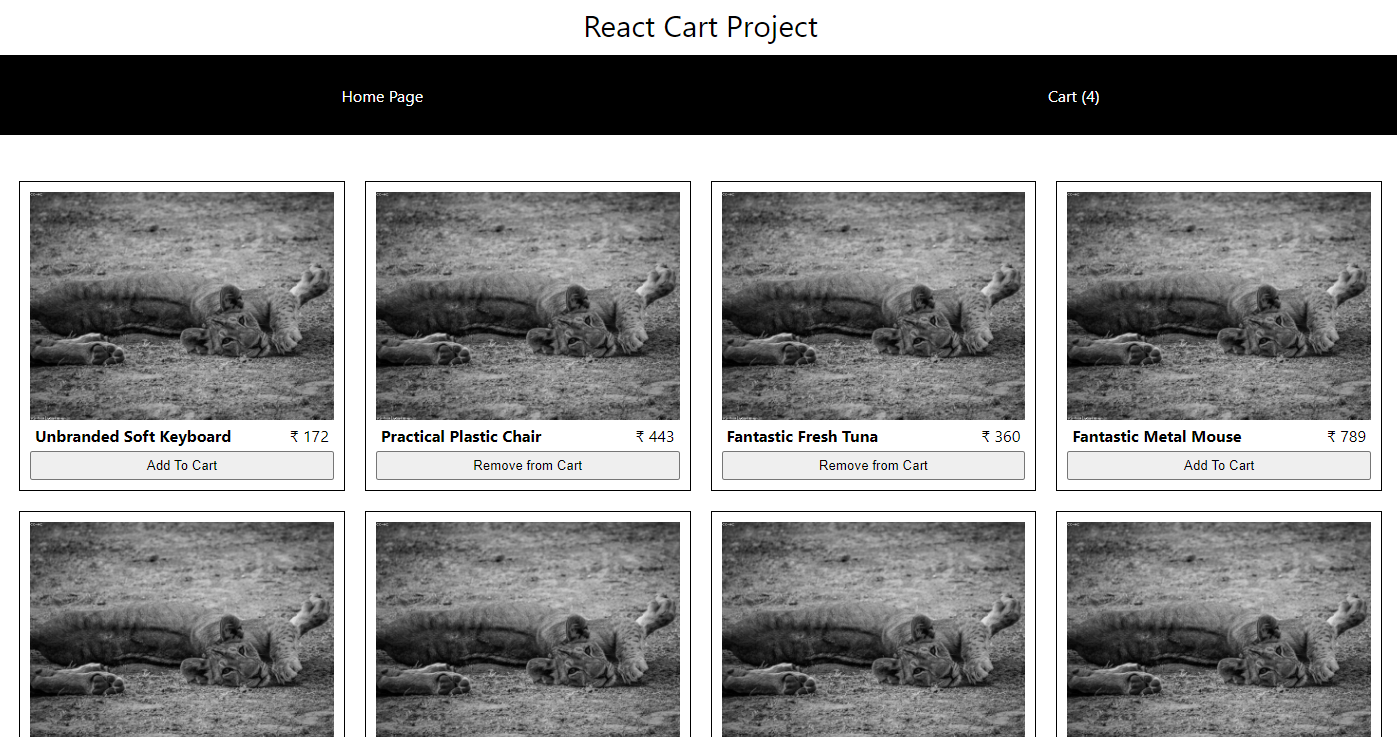 React Cart Project
Home Page Cart (4)
Unbranded Soft Keyboard ₹ 172 Practical Plastic Chair ₹ 443 Fantastic Fresh Tuna ₹ 360 Fantastic Metal Mouse ₹ 789
Add To Cart Remove from Cart Remove from Cart Add To Cart